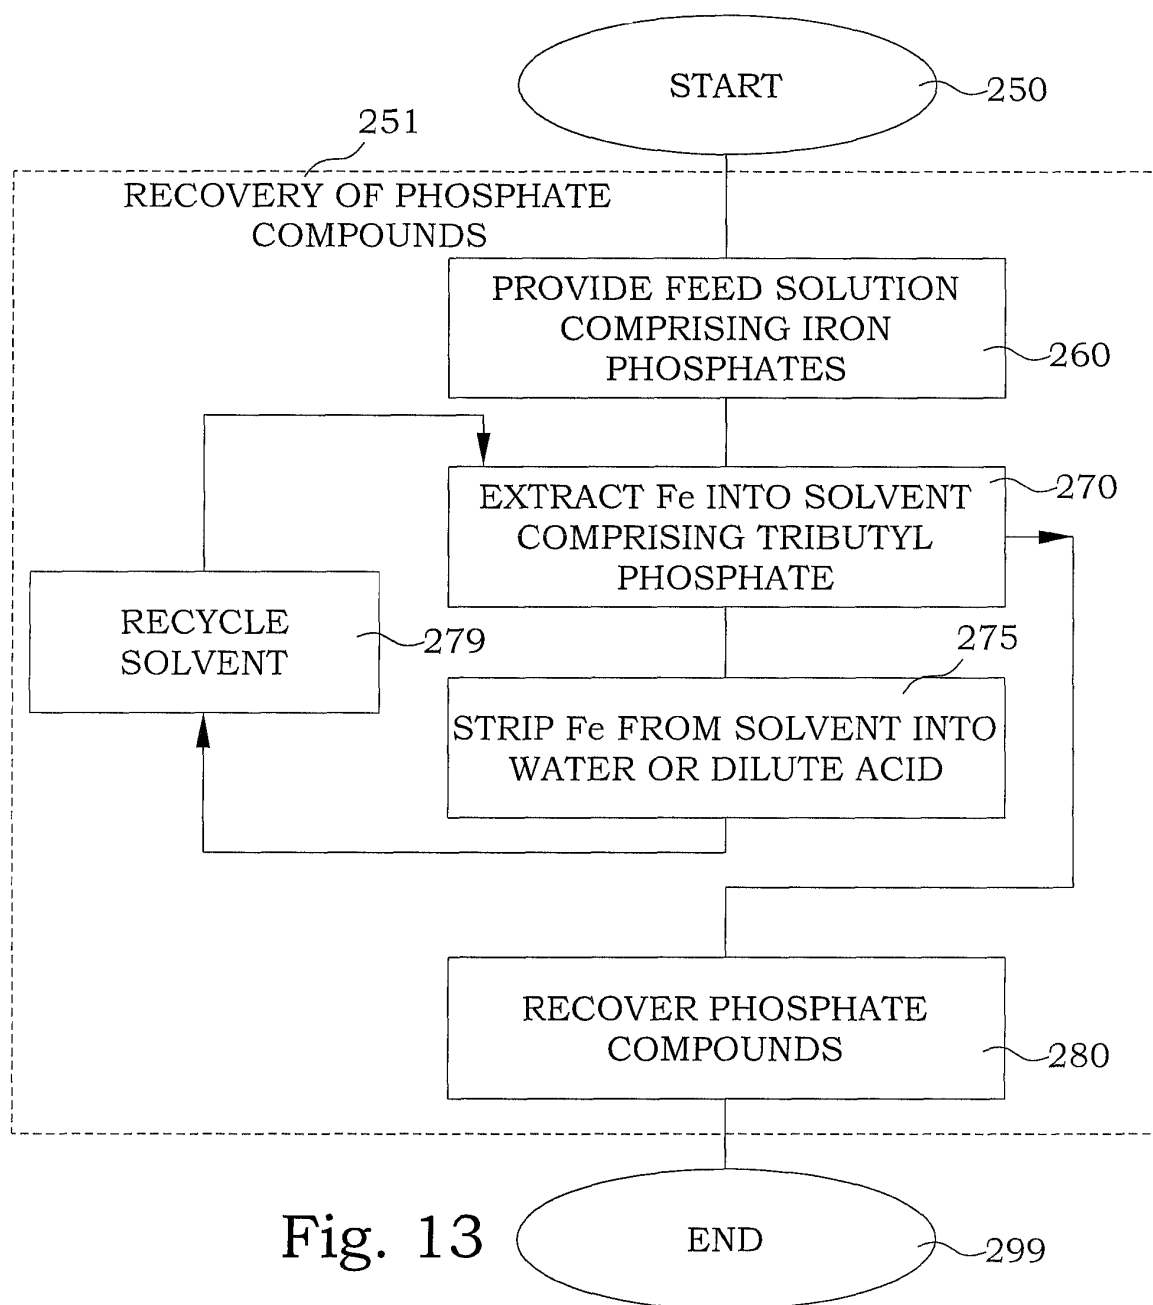 START
250
251
RECOVERY OF PHOSPHATE
COMPOUNDS
PROVIDE FEED SOLUTION
COMPRISING IRON
PHOSPHATES
260
EXTRACT Fe INTO SOLVENT
COMPRISING TRIBUTYL
PHOSPHATE
270
RECYCLE
SOLVENT
279
275
STRIP Fe FROM SOLVENT INTO
WATER OR DILUTE ACID
RECOVER PHOSPHATE
COMPOUNDS
280
END
299
Fig. 13